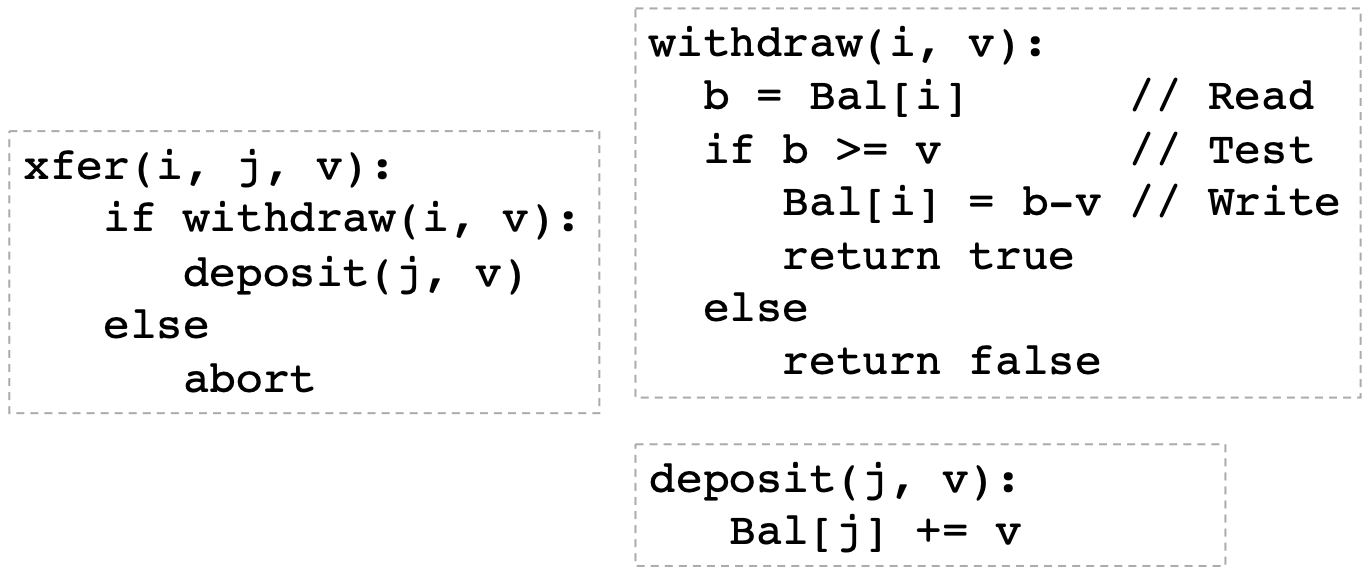 xfer(i, j, v):
if withdraw(i, v):
deposit(j, v)
else
abort
withdraw(i, v):
b = Bal[i] // Read
if b >= v // Test
Bal[i] = b-v // Write
return true
else
return false
deposit(j, v):
Bal[j] += v